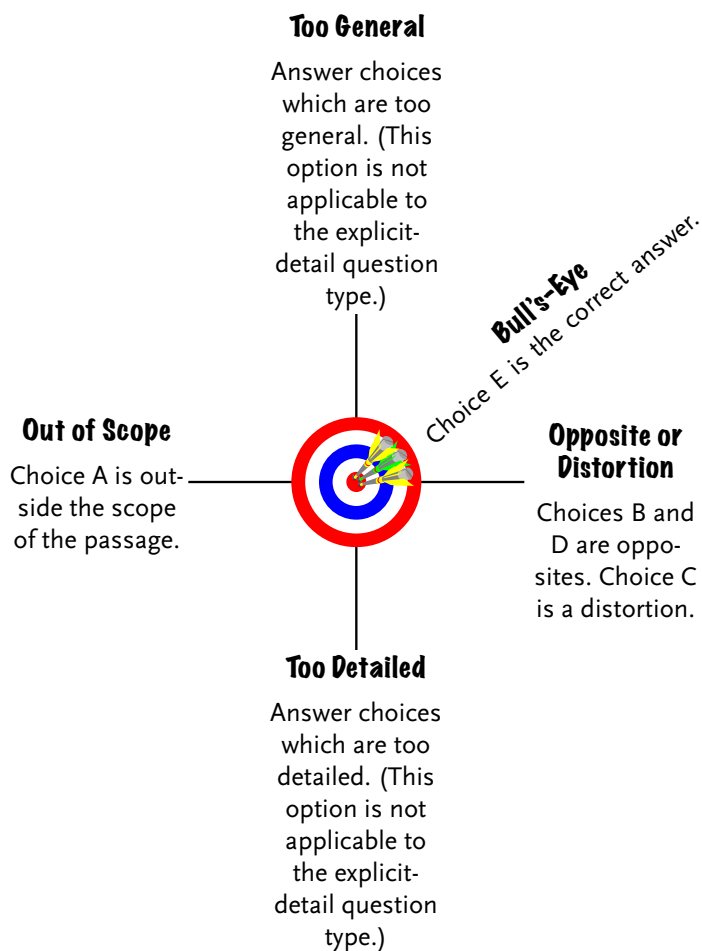 Too General
Answer choices
which are too
general. (This
option is not
applicable to
the explicit-
detail question
type.)
Bull's-Eye
Choice E is the correct answer.
Out of Scope
Choice A is out-
side the scope
of the passage.
Opposite or
Distortion
Choices B and
D are oppo-
sites. Choice C
is a distortion.
Too Detailed
Answer choices
which are too
detailed. (This
option is not
applicable to
the explicit-
detail question
type.)